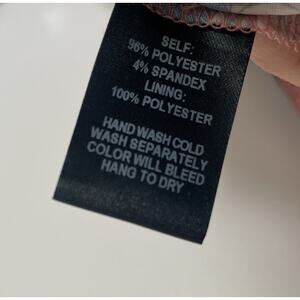 SELF:
96% POLYESTER
4% SPANDEX
LINING:
100% POLYESTER
HAND WASH COLD
WASH SEPARATELY
COLOR WILL BLEED
HANG TO DRY